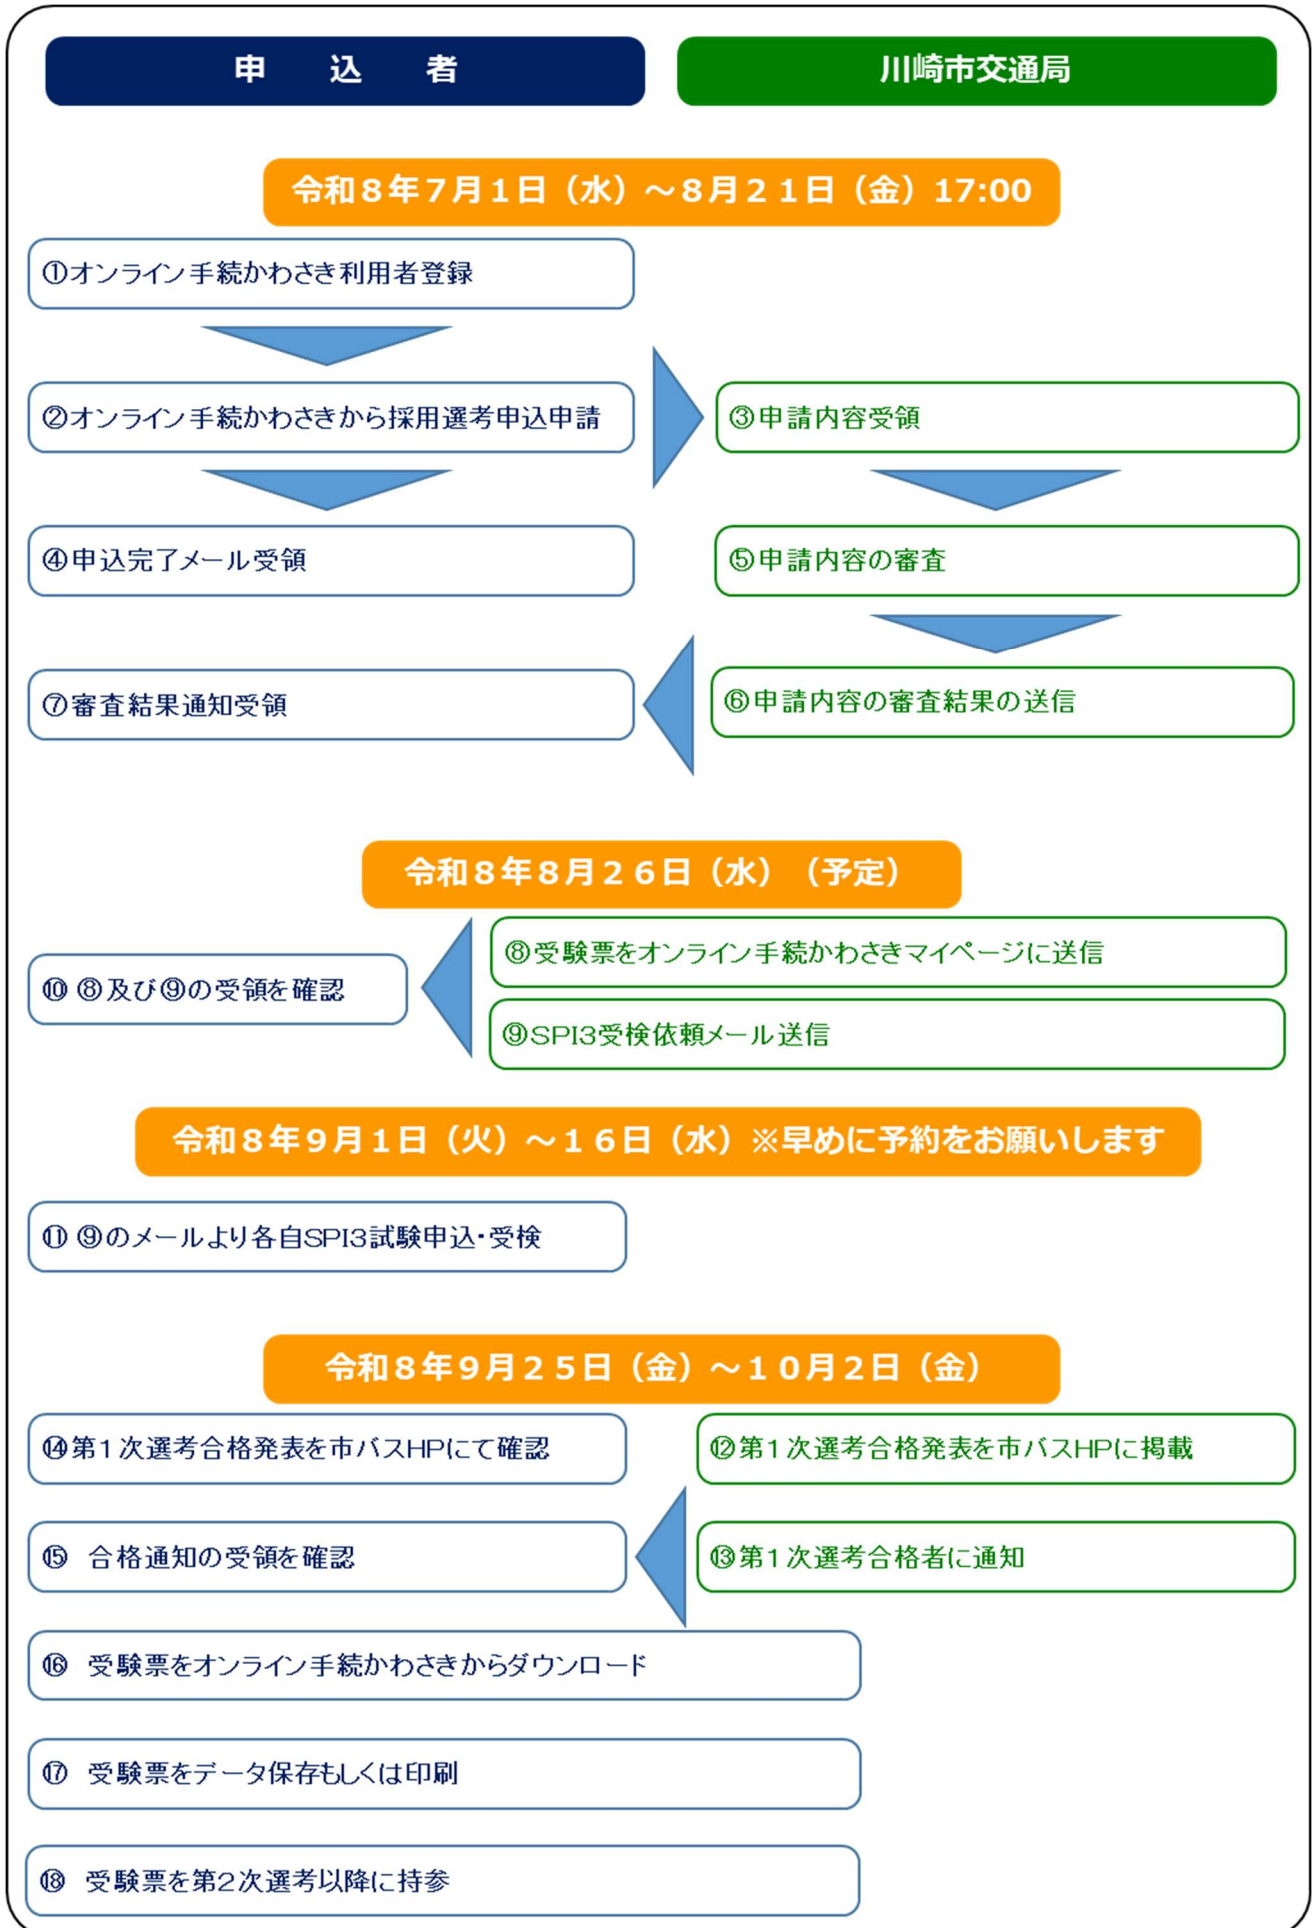 申　込　者
川崎市交通局
令和８年７月１日（水）～８月２１日（金）17:00
①オンライン手続かわさき利用者登録
②オンライン手続かわさきから採用選考申込申請
③申請内容受領
④申込完了メール受領
⑤申請内容の審査
⑦審査結果通知受領
⑥申請内容の審査結果の送信
令和８年８月２６日（水）（予定）
⑧受験票をオンライン手続かわさきマイページに送信
⑩ ⑧及び⑨の受領を確認
⑨SPI3受検依頼メール送信
令和８年９月１日（火）～１６日（水）※早めに予約をお願いします
⑪ ⑨のメールより各自SPI3試験申込・受検
令和８年９月２５日（金）～１０月２日（金）
⑭第１次選考合格発表を市バスHPにて確認
⑫第１次選考合格発表を市バスHPに掲載
⑮　合格通知の受領を確認
⑬第１次選考合格者に通知
⑯　受験票をオンライン手続かわさきからダウンロード
⑰　受験票をデータ保存もしくは印刷
⑱　受験票を第2次選考以降に持参